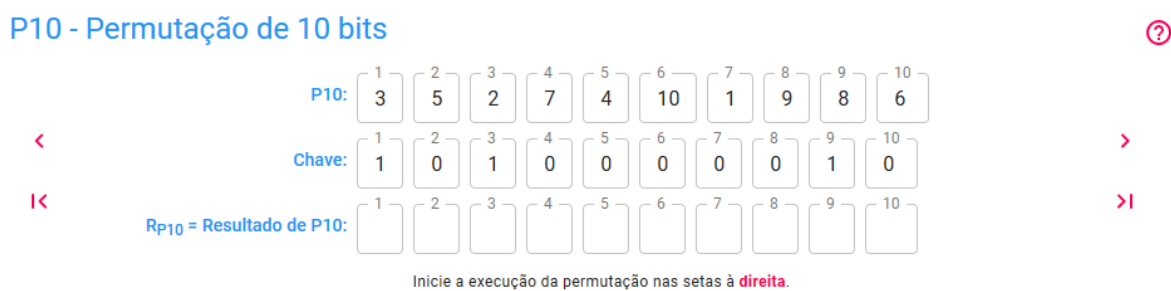 P10 - Permutação de 10 bits
1 2 3 4 5 6 7 8 9 10
P10: 3 5 2 7 4 10 1 9 8 6
1 2 3 4 5 6 7 8 9 10
Chave: 1 0 1 0 0 0 0 0 1 0
1 2 3 4 5 6 7 8 9 10
RP10 = Resultado de P10:
Inicie a execução da permutação nas setas à direita.